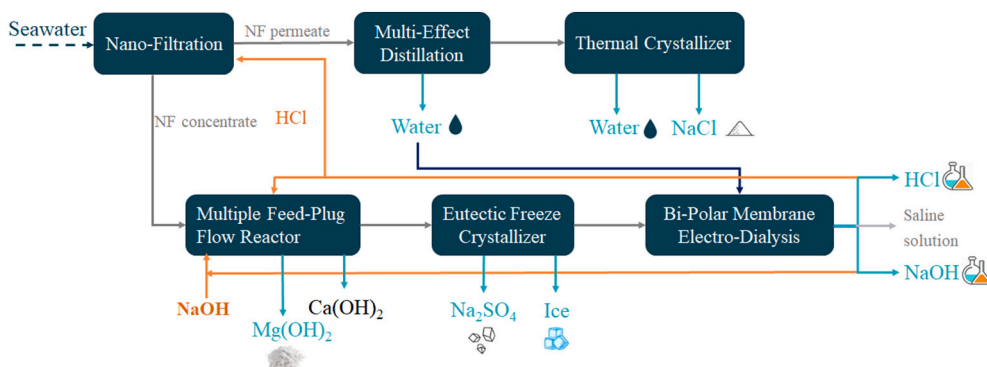 Seawater
Nano-Filtration
NF permeate
Multi-Effect
Distillation
Thermal Crystallizer
NF concentrate
HCl
Water
Water
NaCl
HCl
Multiple Feed-Plug
Flow Reactor
Eutectic Freeze
Crystallizer
Bi-Polar Membrane
Electro-Dialysis
Saline
solution
NaOH
NaOH
Mg(OH)₂
Ca(OH)₂
Na₂SO₄
Ice